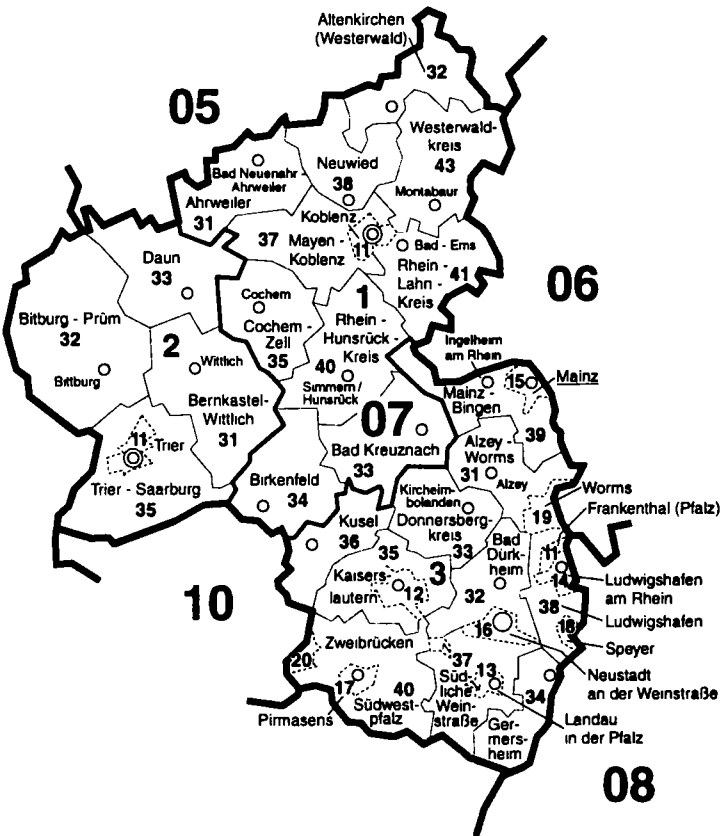 Altenkirchen
(Westerwald)
32
05
Westerwald-
kreis
43
Neuwied
38
Bad Neuenahr-
Ahrweiler
Ahrweiler
31
Montabaur
Koblenz
11
37
Mayen -
Koblenz
Bad - Ems
Rhein -
Lahn -
Kreis
41
Daun
33
06
Cochem
Cochem -
Zell
35
1
Rhein-
Hunsrück-
Kreis
40
Simmern /
Hunsrück
Bitburg - Prüm
32
Bitburg
2
Wittlich
Bernkastel-
Wittlich
31
Ingelheim
am Rhein
Mainz -
Bingen
15
Mainz
39
07
Bad Kreuznach
33
Alzey -
Worms
31
Alzey
11
Trier
Trier - Saarburg
35
Birkenfeld
34
Kircheim-
bolanden
Donnersberg-
kreis
33
Worms
19
Frankenthal (Pfalz)
11
Kusel
36
35
3
Kaisers-
lautern
12
Bad
Dürk-
heim
32
14
Ludwigshafen
am Rhein
38
Ludwigshafen
10
18
Speyer
16
Neustadt
an der Weinstraße
Zweibrücken
20
17
Pirmasens
40
Südwest-
pfalz
37
Süd-
liche
Wein-
straße
13
34
Landau
in der Pfalz
Ger-
mers-
heim
08